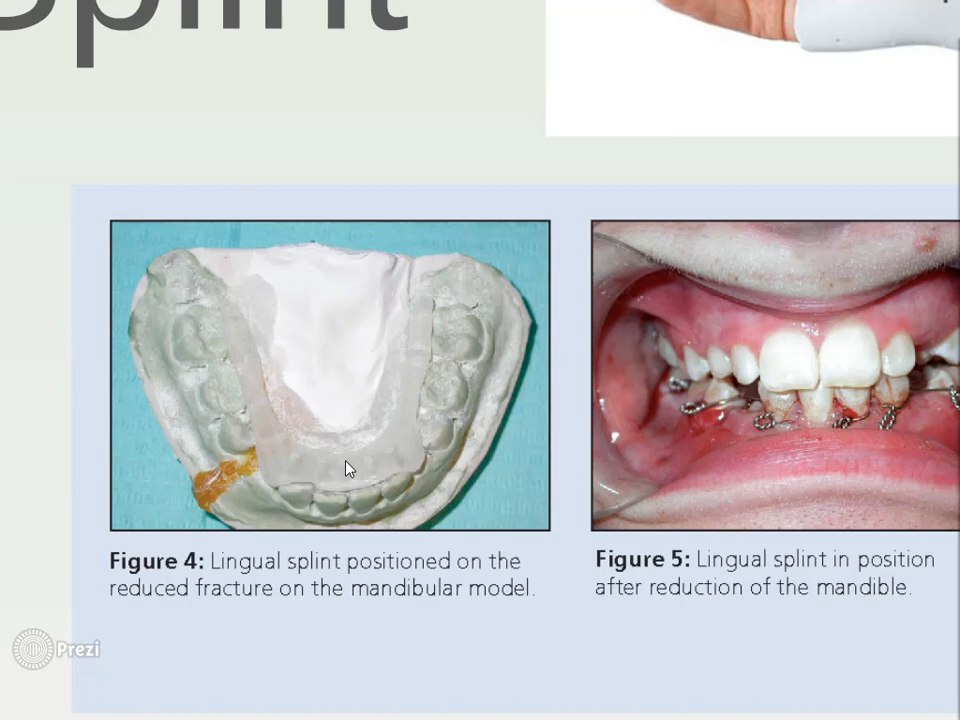 Splint
Figure 4: Lingual splint positioned on the
reduced fracture on the mandibular model.
Figure 5: Lingual splint in position
after reduction of the mandible.
Prezi